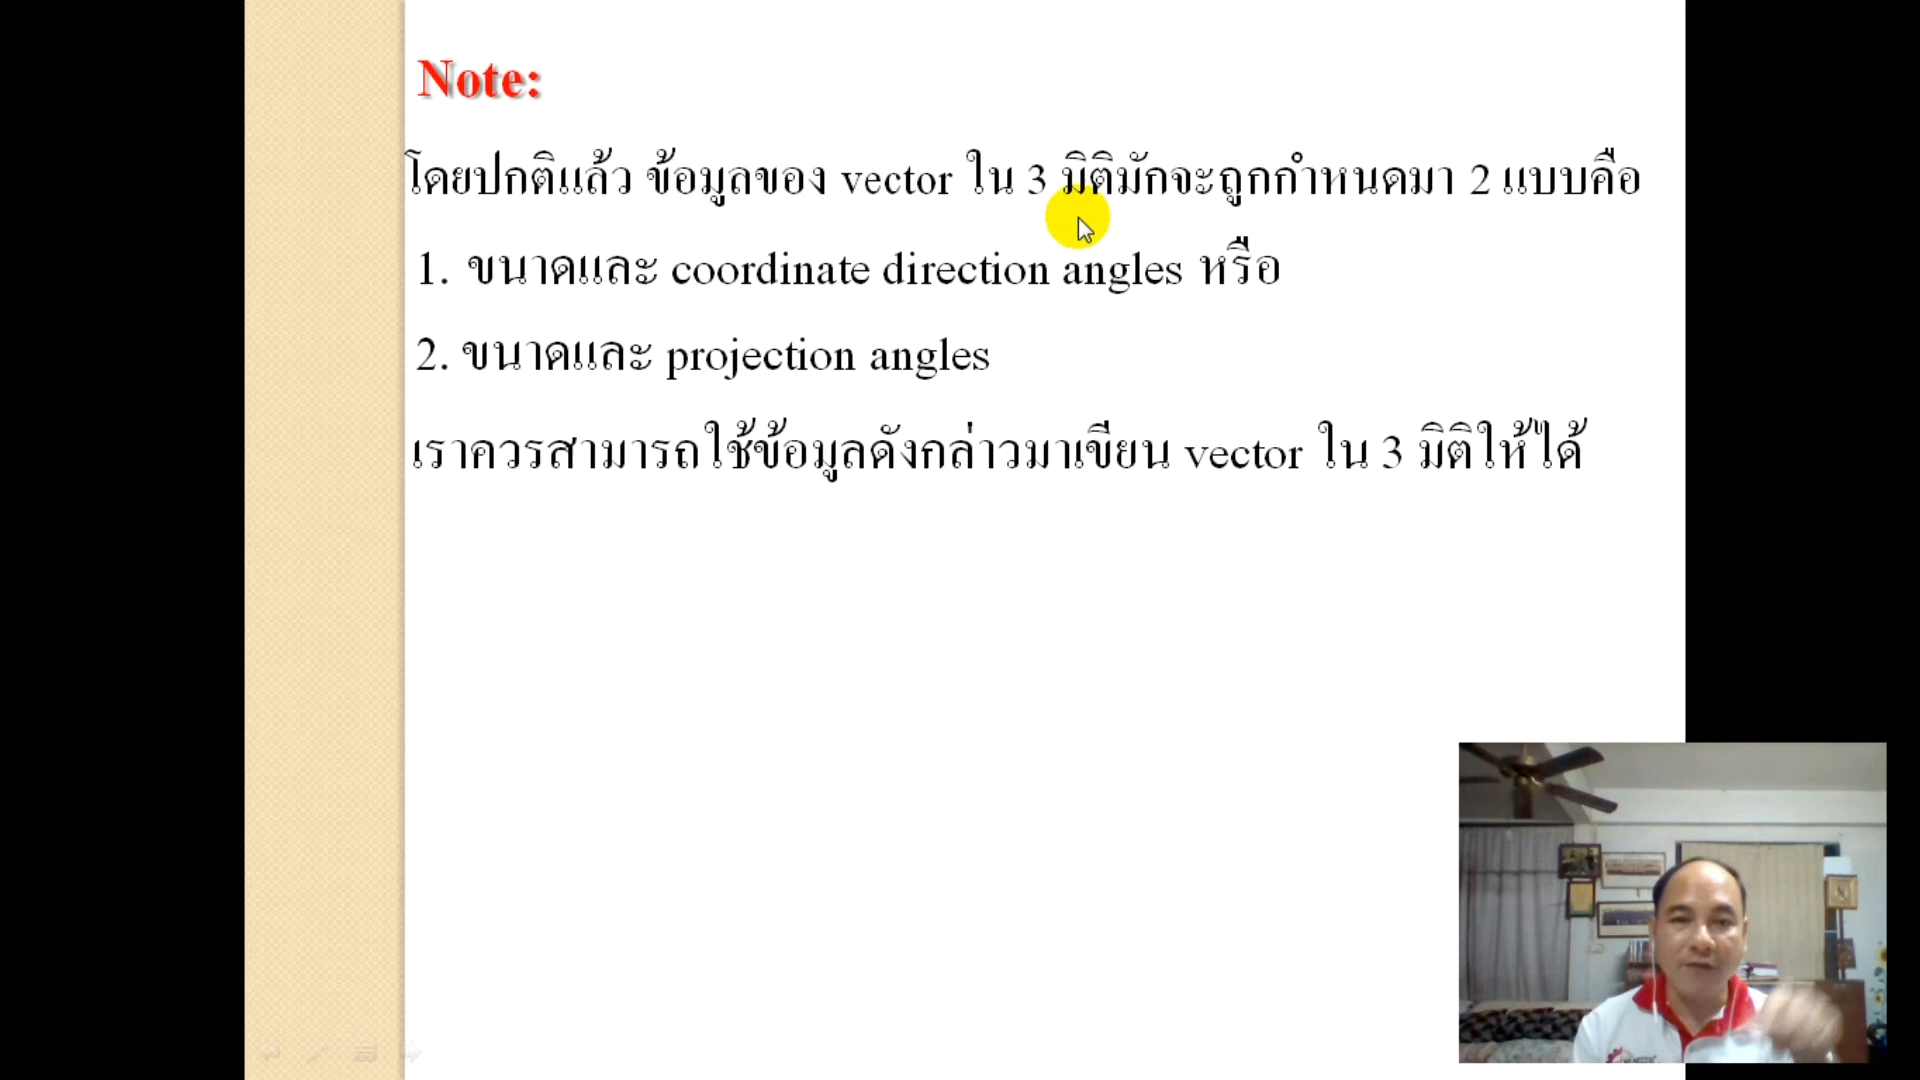 Note:
โดยปกติแล้ว ข้อมูลของ vector ใน 3 มิติมักจะถูกกำหนดมา 2 แบบคือ
1. ขนาดและ coordinate direction angles หรือ
2. ขนาดและ projection angles
เราควรสามารถใช้ข้อมูลดังกล่าวมาเขียน vector ใน 3 มิติให้ได้